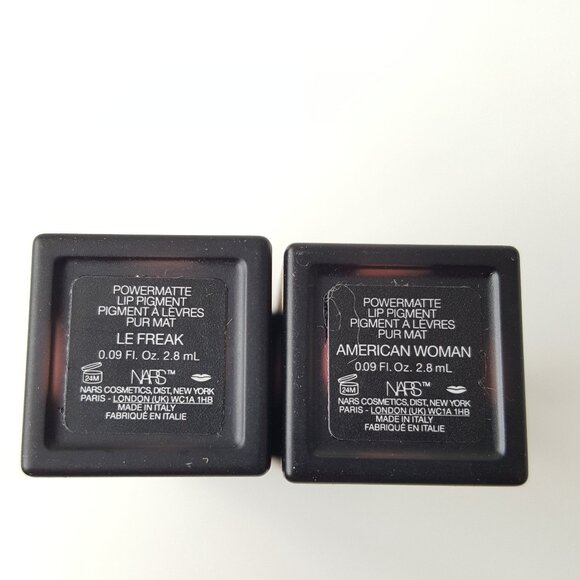 POWERMATTE
LIP PIGMENT
PIGMENT À LÈVRES
PUR MAT
LE FREAK
0.09 Fl. Oz. 2.8 mL
24M
NARS™
NARS COSMETICS, DIST, NEW YORK
PARIS - LONDON (UK) WC1A 1HB
MADE IN ITALY
FABRIQUÉ EN ITALIE
POWERMATTE
LIP PIGMENT
PIGMENT À LÈVRES
PUR MAT
AMERICAN WOMAN
0.09 Fl. Oz. 2.8 mL
24M
NARS™
NARS COSMETICS, DIST, NEW YORK
PARIS - LONDON (UK) WC1A 1HB
MADE IN ITALY
FABRIQUÉ EN ITALIE